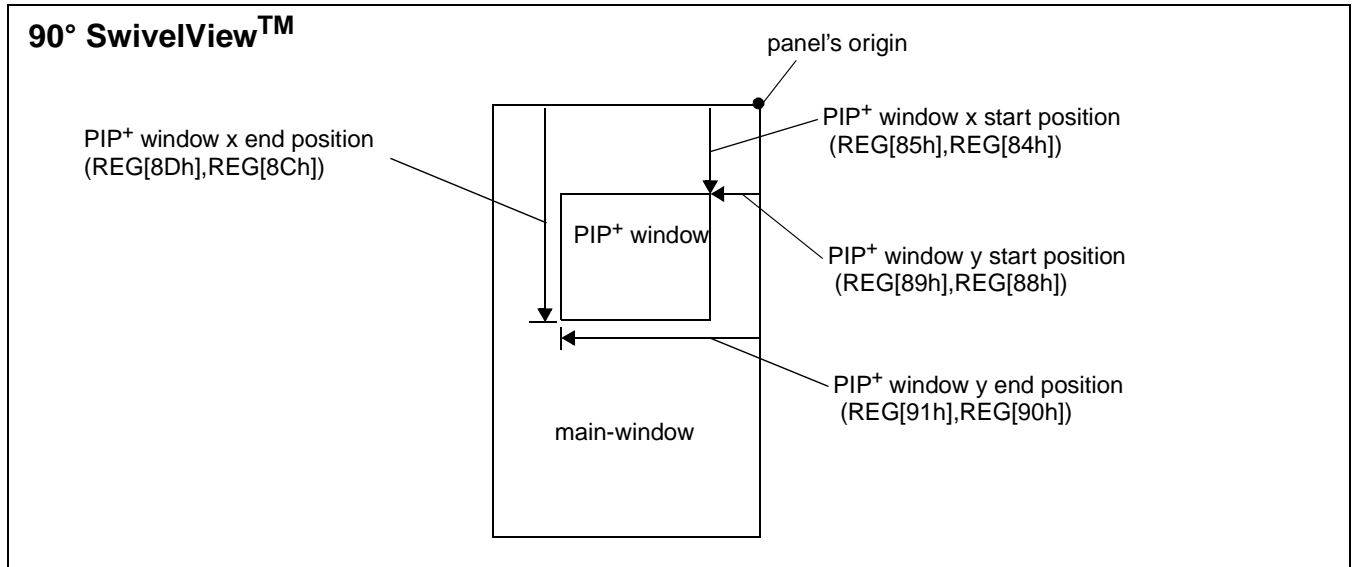 90° SwivelView™
panel's origin
PIP+ window x end position
(REG[8Dh],REG[8Ch])
PIP+ window x start position
(REG[85h],REG[84h])
PIP+ window
PIP+ window y start position
(REG[89h],REG[88h])
PIP+ window y end position
(REG[91h],REG[90h])
main-window